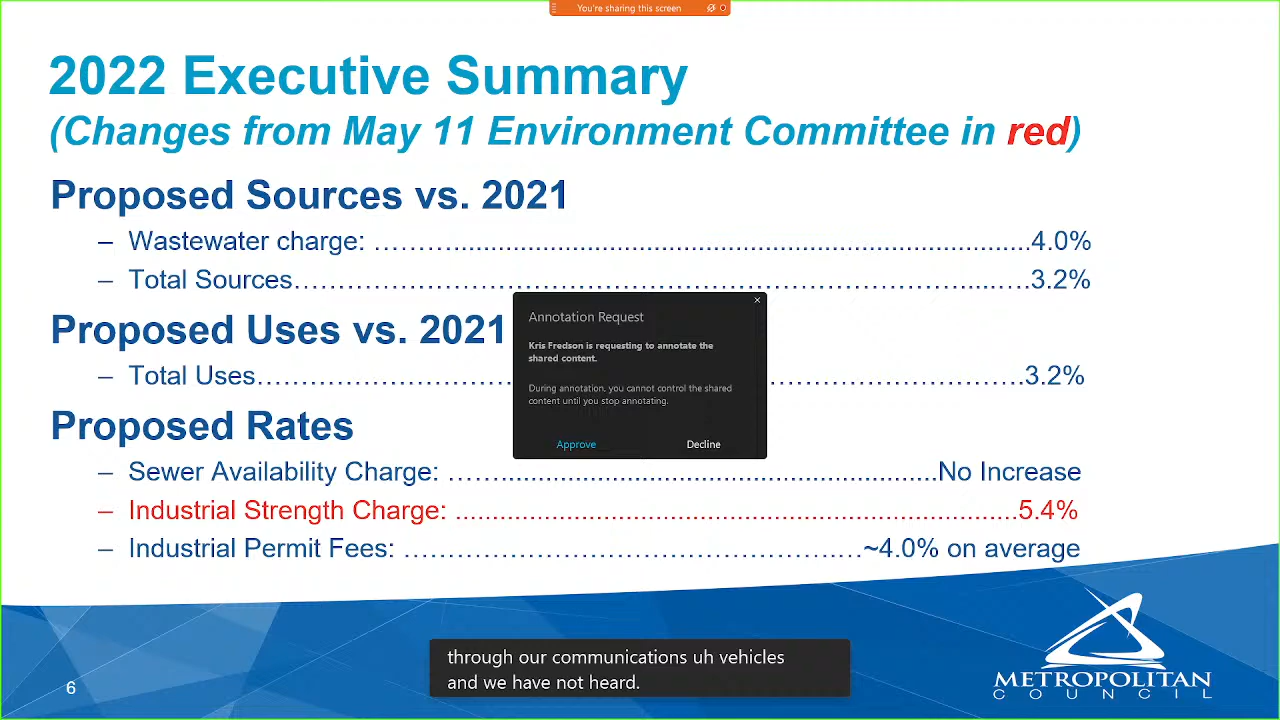 You're sharing this screen
2022 Executive Summary
(Changes from May 11 Environment Committee in red)
Proposed Sources vs. 2021
– Wastewater charge: ………...........................................................................4.0%
– Total Sources……………………………………………………………......…..3.2%
Proposed Uses vs. 2021
– Total Uses……………………………………………………………………….3.2%
Proposed Rates
– Sewer Availability Charge: ……..........................................................No Increase
– Industrial Strength Charge: ..........................................................................5.4%
– Industrial Permit Fees: ……………………………………………….~4.0% on average
Annotation Request
Kris Fredson is requesting to annotate the
shared content.
During annotation, you cannot control the shared
content until you stop annotating.
Approve Decline
through our communications uh vehicles
and we have not heard.
6
METROPOLITAN
COUNCIL